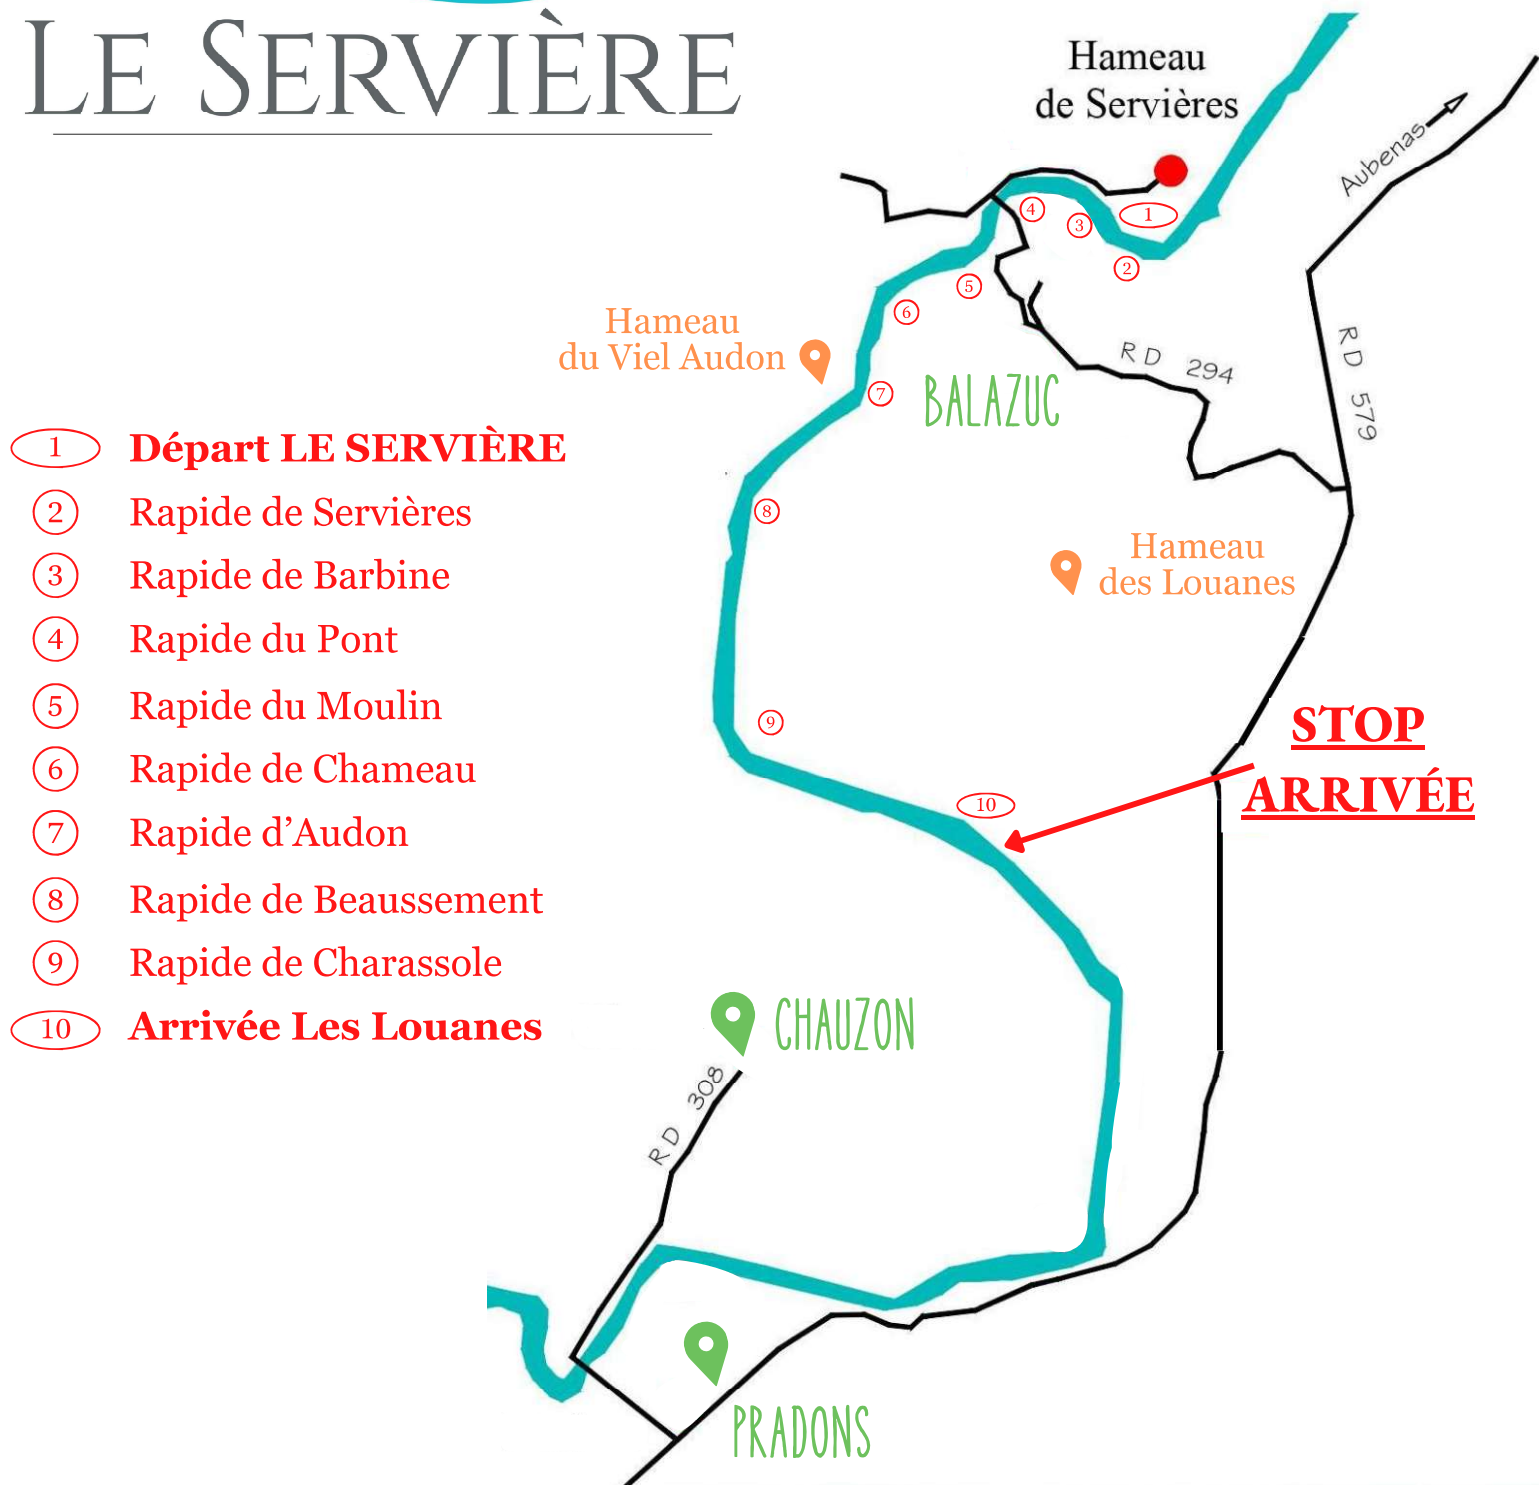 LE SERVIÈRE
Hameau
de Servières
Aubenas
1
4
3
2
5
6
Hameau
du Viel Audon
RD 294
RD 579
7
BALAZUC
1 Départ LE SERVIÈRE
2 Rapide de Servières
3 Rapide de Barbine
4 Rapide du Pont
5 Rapide du Moulin
6 Rapide de Chameau
7 Rapide d’Audon
8 Rapide de Beaussement
9 Rapide de Charassole
10 Arrivée Les Louanes
8
Hameau
des Louanes
9
STOP
ARRIVÉE
10
CHAUZON
RD 308
PRADONS